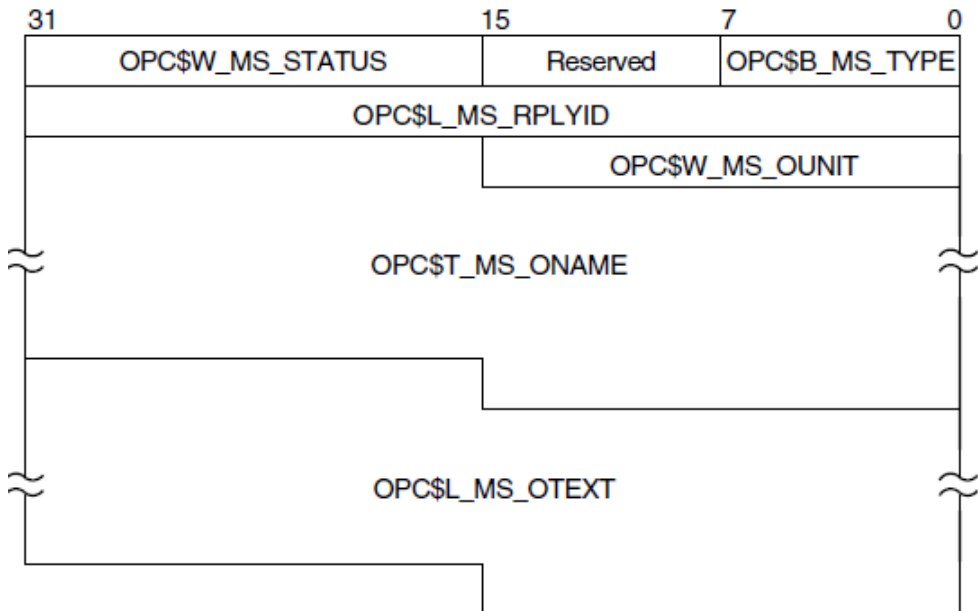 31 15 7 0
OPC$W_MS_STATUS Reserved OPC$B_MS_TYPE
OPC$L_MS_RPLYID
OPC$W_MS_OUNIT
OPC$T_MS_ONAME
OPC$L_MS_OTEXT